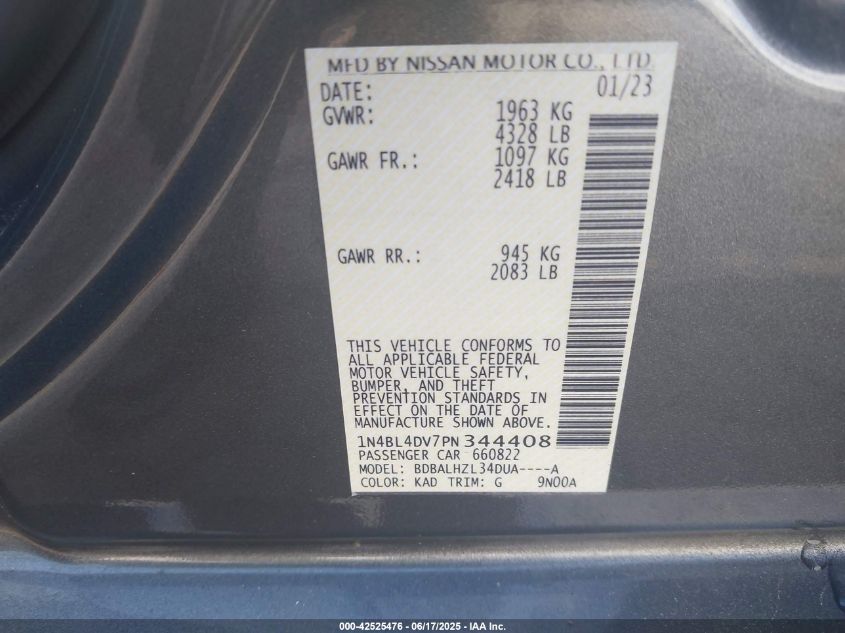 MFD BY NISSAN MOTOR CO., LTD.
DATE: 01/23
GVWR: 1963 KG
4328 LB
GAWR FR.: 1097 KG
2418 LB
GAWR RR.: 945 KG
2083 LB
THIS VEHICLE CONFORMS TO
ALL APPLICABLE FEDERAL
MOTOR VEHICLE SAFETY,
BUMPER, AND THEFT
PREVENTION STANDARDS IN
EFFECT ON THE DATE OF
MANUFACTURE SHOWN ABOVE.
1N4BL4DV7PN344408
PASSENGER CAR 660822
MODEL: BDBALHZL34DUA----A
COLOR: KAD TRIM: G 9N00A
000-42525476 - 06/17/2025 - IAA Inc.